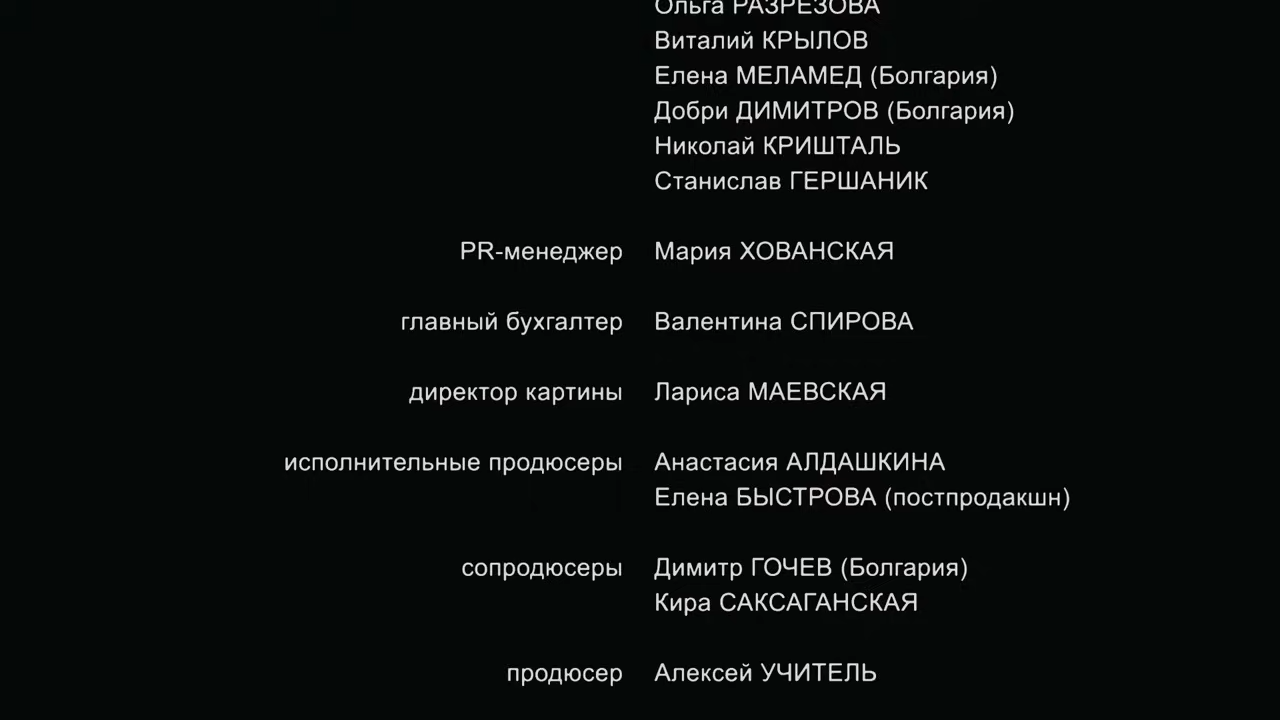 Ольга РАЗРЕЗОВА
Виталий КРЫЛОВ
Елена МЕЛАМЕД (Болгария)
Добри ДИМИТРОВ (Болгария)
Николай КРИШТАЛЬ
Станислав ГЕРШАНИК
PR-менеджер Мария ХОВАНСКАЯ
главный бухгалтер Валентина СПИРОВА
директор картины Лариса МАЕВСКАЯ
исполнительные продюсеры Анастасия АЛДАШКИНА
Елена БЫСТРОВА (постпродакшн)
сопродюсеры Димитр ГОЧЕВ (Болгария)
Кира САКСАГАНСКАЯ
продюсер Алексей УЧИТЕЛЬ